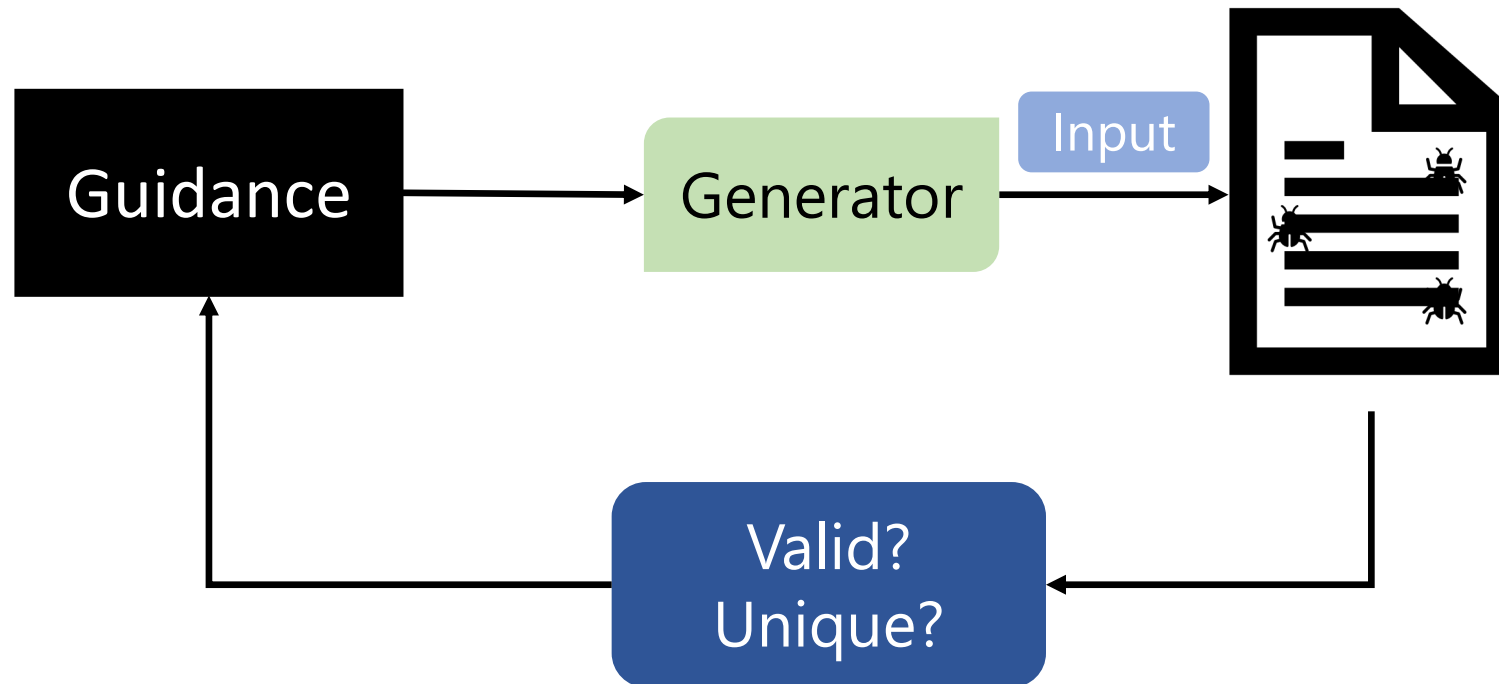 Guidance
Generator
Input
Valid?
Unique?